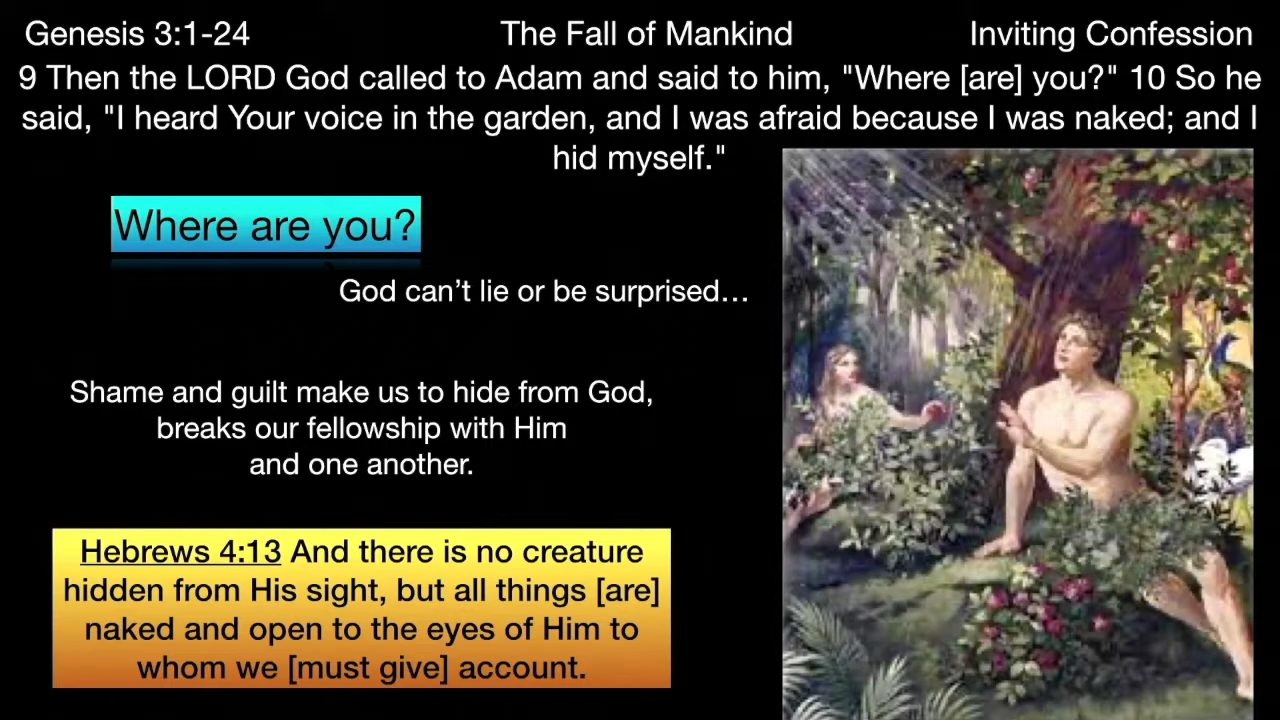 Genesis 3:1-24 The Fall of Mankind Inviting Confession
9 Then the LORD God called to Adam and said to him, "Where [are] you?" 10 So he
said, "I heard Your voice in the garden, and I was afraid because I was naked; and I
hid myself."
Where are you?
God can’t lie or be surprised…
Shame and guilt make us to hide from God,
breaks our fellowship with Him
and one another.
Hebrews 4:13 And there is no creature
hidden from His sight, but all things [are]
naked and open to the eyes of Him to
whom we [must give] account.